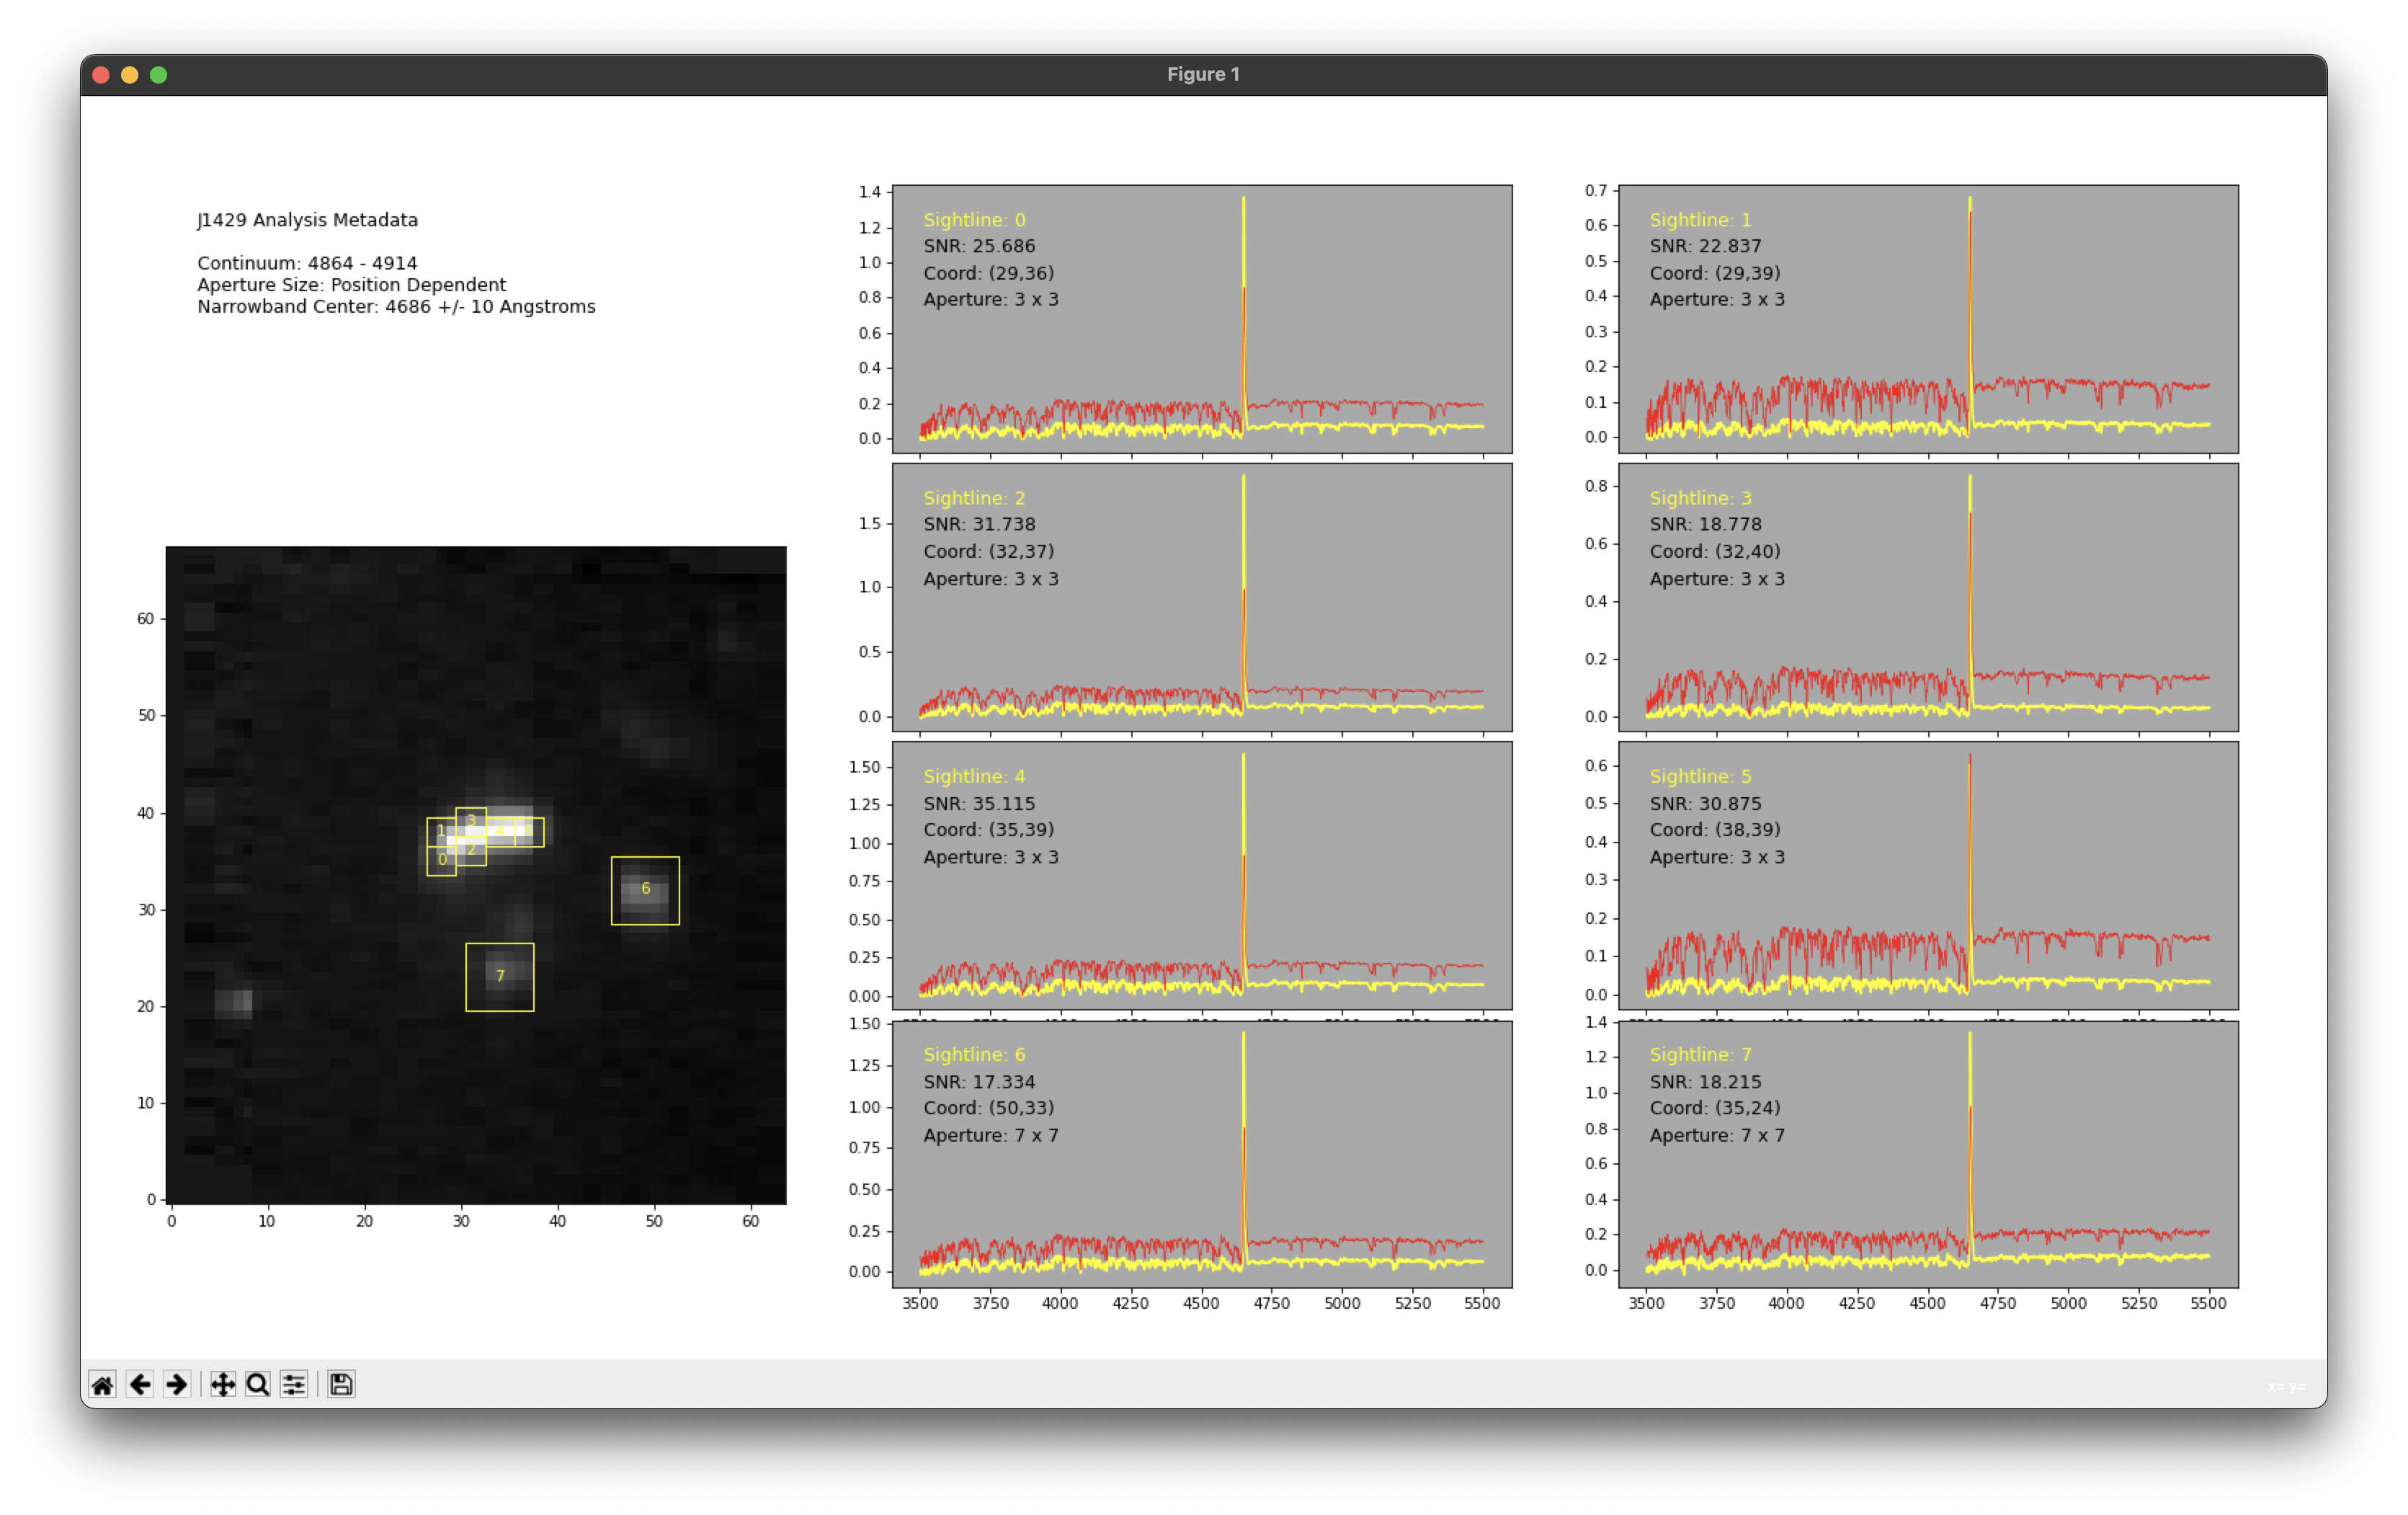 Figure 1
J1429 Analysis Metadata
Continuum: 4864 - 4914
Aperture Size: Position Dependent
Narrowband Center: 4686 +/- 10 Angstroms
60
50
40
30
20
10
0
0 10 20 30 40 50 60
1
3
4
5
0
2
6
7
1.4
1.2
1.0
0.8
0.6
0.4
0.2
0.0
Sightline: 0
SNR: 25.686
Coord: (29,36)
Aperture: 3 x 3
0.7
0.6
0.5
0.4
0.3
0.2
0.1
0.0
Sightline: 1
SNR: 22.837
Coord: (29,39)
Aperture: 3 x 3
1.5
1.0
0.5
0.0
Sightline: 2
SNR: 31.738
Coord: (32,37)
Aperture: 3 x 3
0.8
0.6
0.4
0.2
0.0
Sightline: 3
SNR: 18.778
Coord: (32,40)
Aperture: 3 x 3
1.50
1.25
1.00
0.75
0.50
0.25
0.00
Sightline: 4
SNR: 35.115
Coord: (35,39)
Aperture: 3 x 3
0.6
0.5
0.4
0.3
0.2
0.1
0.0
Sightline: 5
SNR: 30.875
Coord: (38,39)
Aperture: 3 x 3
1.50
1.25
1.00
0.75
0.50
0.25
0.00
Sightline: 6
SNR: 17.334
Coord: (50,33)
Aperture: 7 x 7
3500 3750 4000 4250 4500 4750 5000 5250 5500
1.4
1.2
1.0
0.8
0.6
0.4
0.2
0.0
Sightline: 7
SNR: 18.215
Coord: (35,24)
Aperture: 7 x 7
3500 3750 4000 4250 4500 4750 5000 5250 5500
x= y=